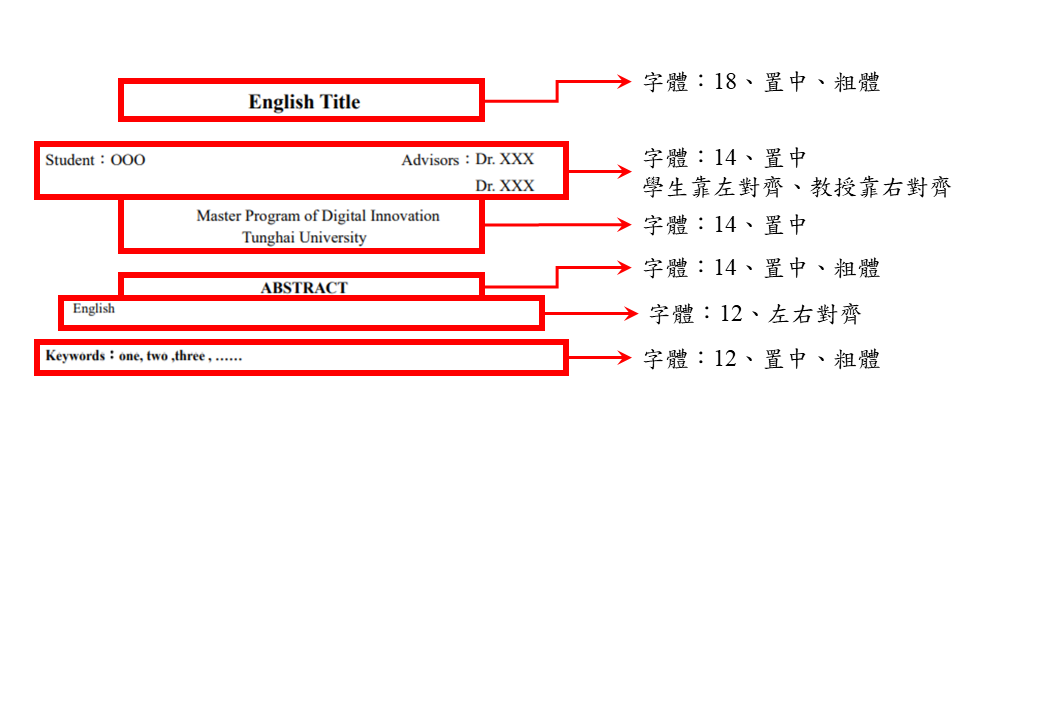 English Title
字體：18、置中、粗體
Student：OOO
Advisors：Dr. XXX
Dr. XXX
字體：14、置中
學生靠左對齊、教授靠右對齊
Master Program of Digital Innovation
Tunghai University
字體：14、置中
ABSTRACT
字體：14、置中、粗體
English
字體：12、左右對齊
Keywords：one, two ,three , ……
字體：12、置中、粗體